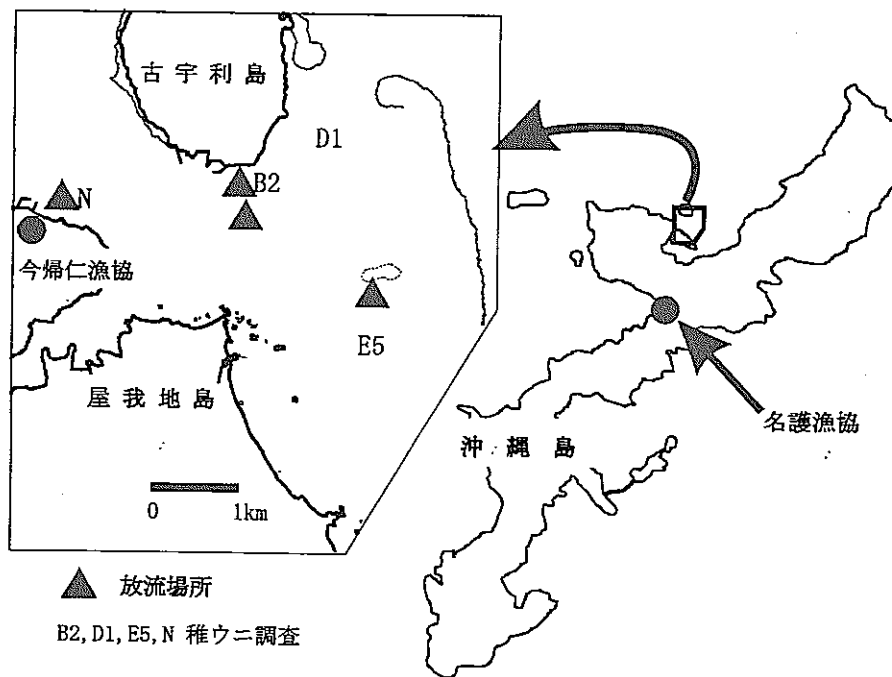 古宇利島
D1
B2
N
今帰仁漁協
E5
屋我地島
0 1km
名護漁協
沖縄島
放流場所
B2, D1, E5, N 稚ウニ調査